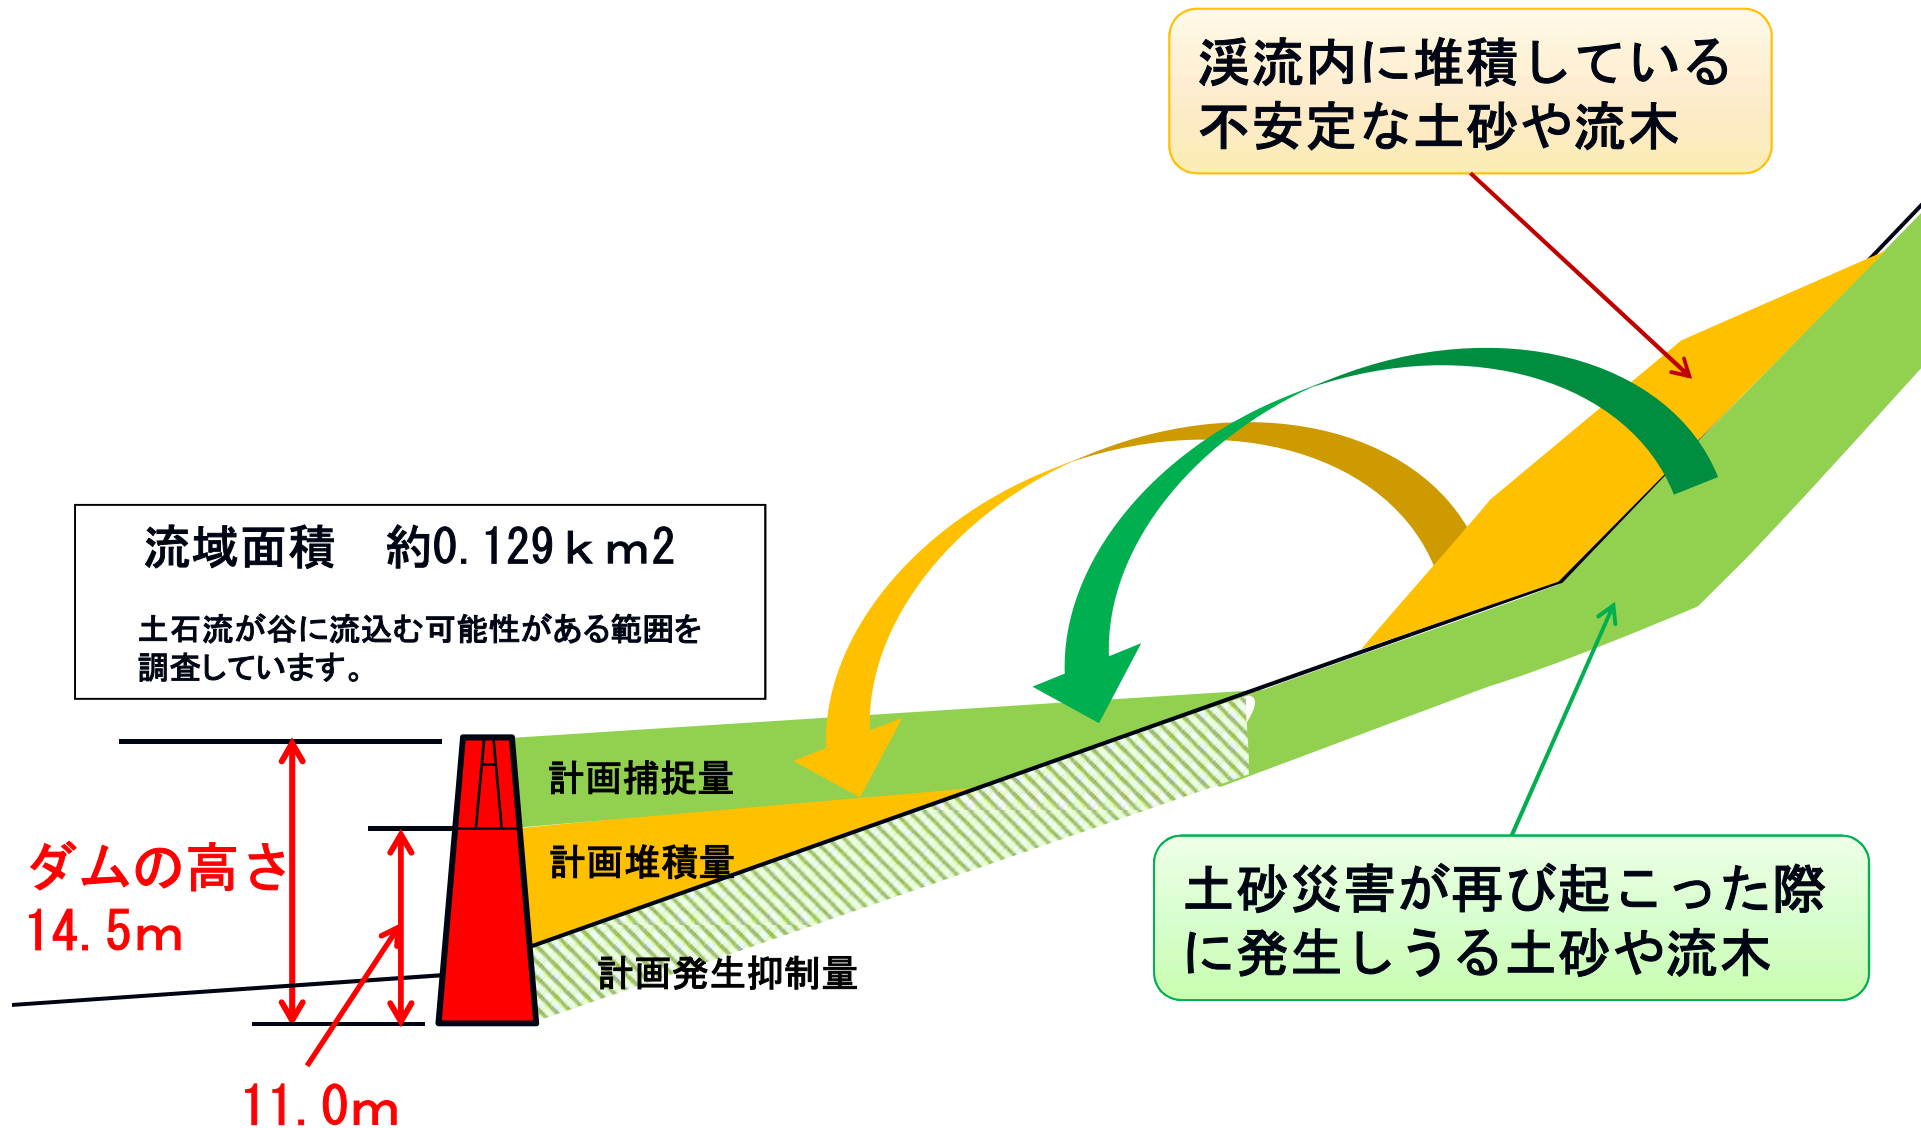 渓流内に堆積している
不安定な土砂や流木
流域面積　約0.129ｋｍ2
土石流が谷に流込む可能性がある範囲を
調査しています。
計画捕捉量
計画堆積量
ダムの高さ
14.5m
計画発生抑制量
土砂災害が再び起こった際
に発生しうる土砂や流木
11.0m